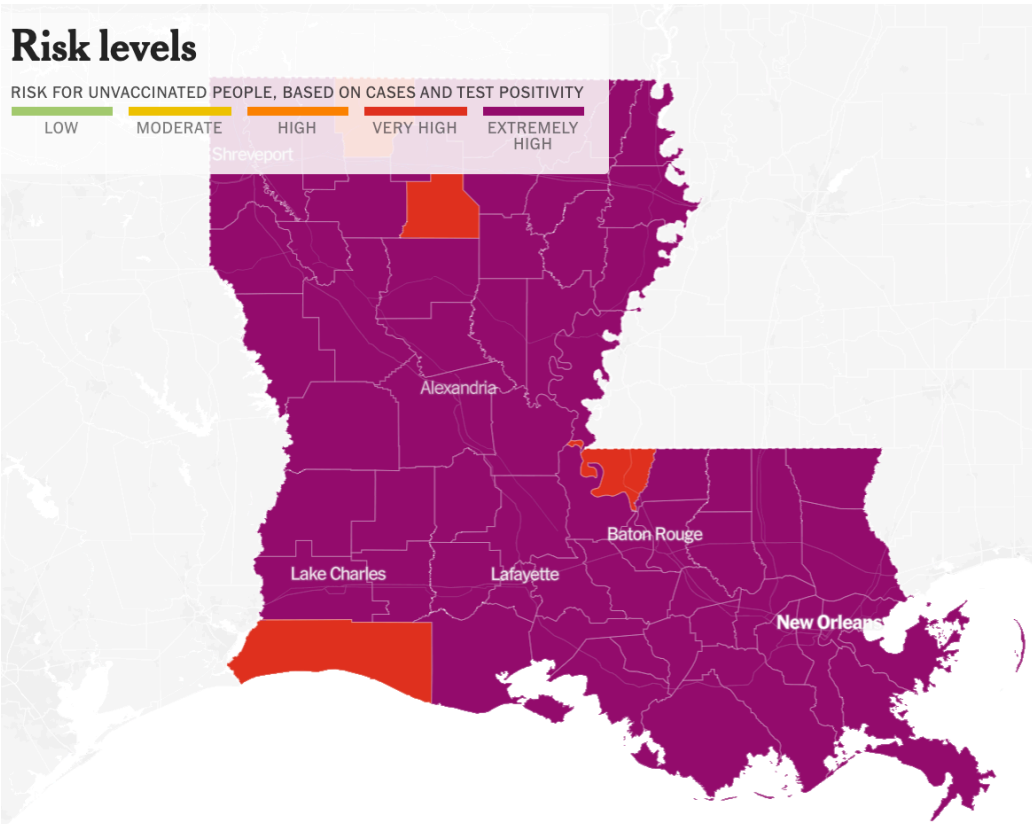 Risk levels
RISK FOR UNVACCINATED PEOPLE, BASED ON CASES AND TEST POSITIVITY
LOW
MODERATE
HIGH
VERY HIGH
EXTREMELY
HIGH
Shreveport
Alexandria
Baton Rouge
Lake Charles
Lafayette
New Orleans